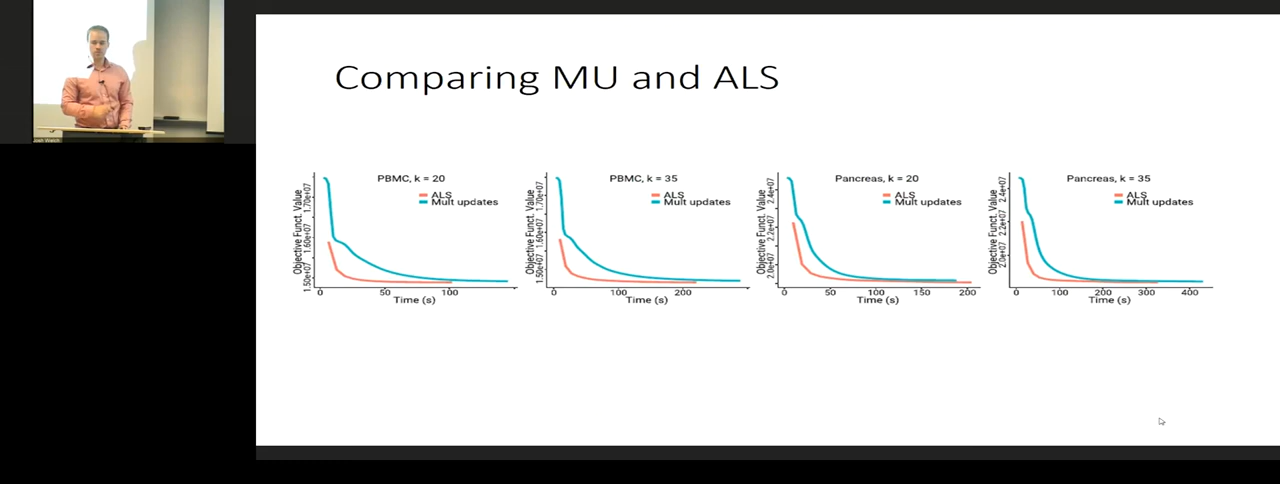 Comparing MU and ALS
PBMC, k = 20
ALS
Mult updates
Objective Funct. Value
1.50e+07
1.60e+07
1.70e+07
0
50
100
Time (s)
PBMC, k = 35
ALS
Mult updates
Objective Funct. Value
1.50e+07
1.60e+07
1.70e+07
0
100
200
Time (s)
Pancreas, k = 20
ALS
Mult updates
Objective Funct. Value
2.0e+07
2.2e+07
2.4e+07
0
50
100
150
200
Time (s)
Pancreas, k = 35
ALS
Mult updates
Objective Funct. Value
2.0e+07
2.2e+07
2.4e+07
0
100
200
300
400
Time (s)